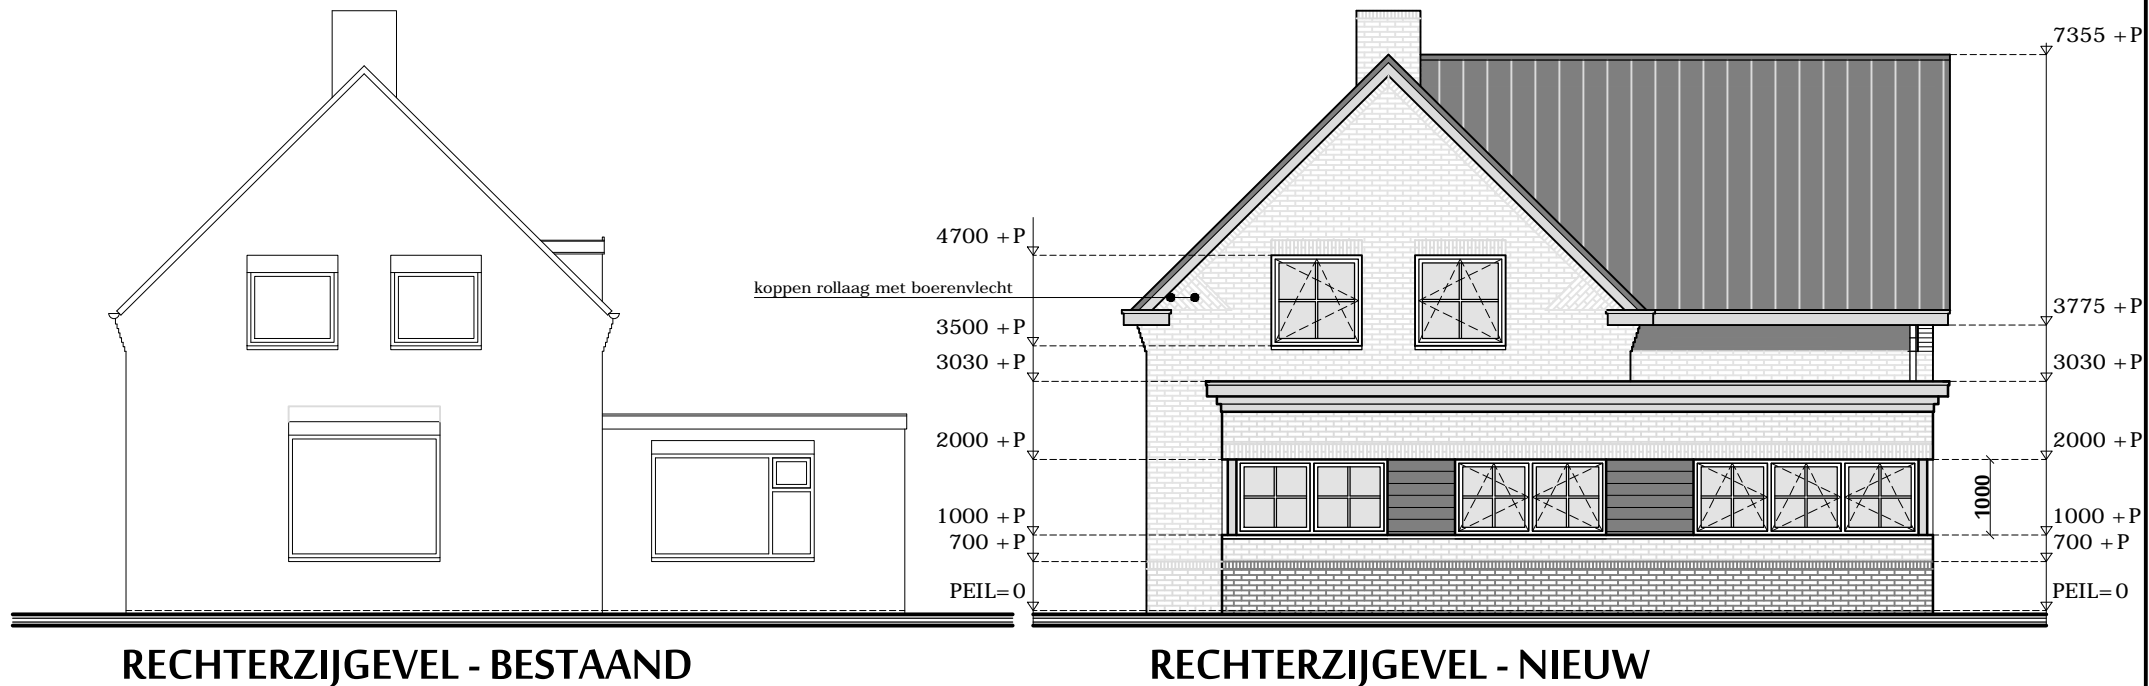 7355 +P
4700 +P
koppen rollaag met boerenvlecht
3775 +P
3500 +P
3030 +P
3030 +P
2000 +P
2000 +P
1000
1000 +P
1000 +P
700 +P
700 +P
PEIL=0
PEIL=0
RECHTERZIJGEVEL - BESTAAND
RECHTERZIJGEVEL - NIEUW